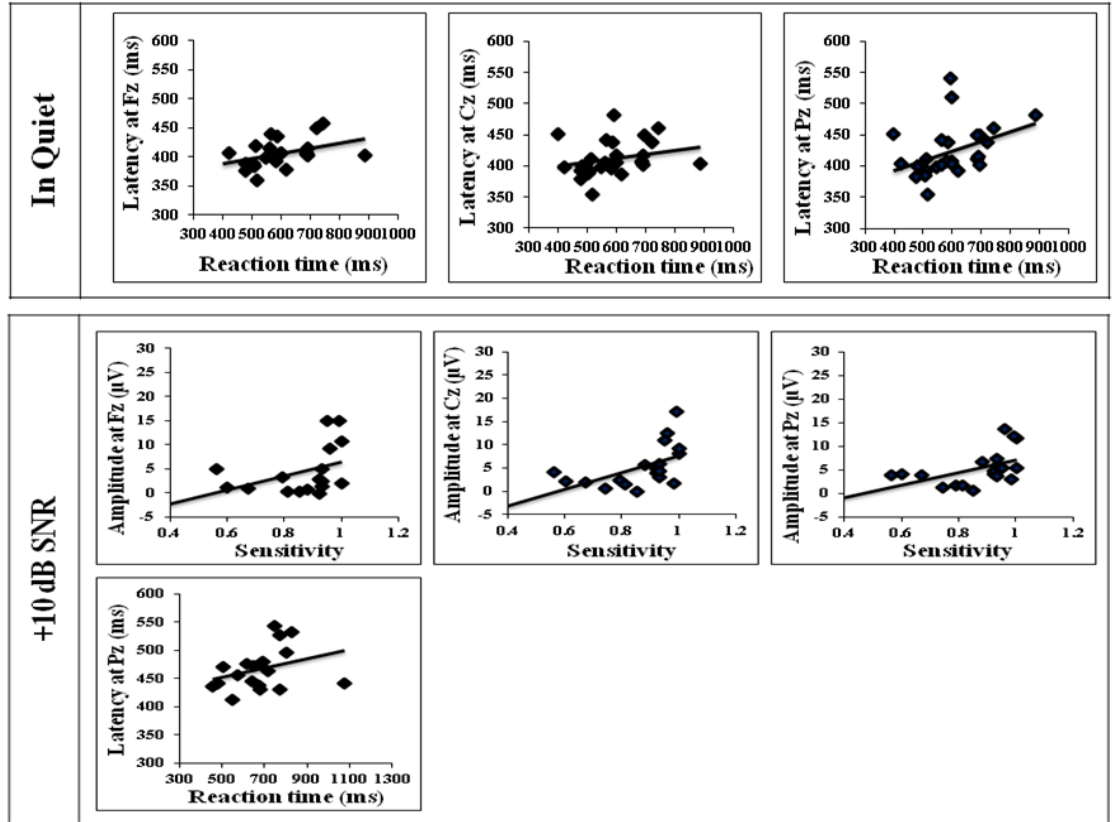 In Quiet
Latency at Fz (ms)
600
550
500
450
400
350
300
300 400 500 600 700 800 900 1000
Reaction time (ms)
Latency at Cz (ms)
600
550
500
450
400
350
300
300 400 500 600 700 800 900 1000
Reaction time (ms)
Latency at Pz (ms)
600
550
500
450
400
350
300
300 400 500 600 700 800 900 1000
Reaction time (ms)
+10 dB SNR
Amplitude at Fz (µV)
30
25
20
15
10
5
0
-5
0.4 0.6 0.8 1 1.2
Sensitivity
Amplitude at Cz (µV)
30
25
20
15
10
5
0
-5
0.4 0.6 0.8 1 1.2
Sensitivity
Amplitude at Pz (µV)
30
25
20
15
10
5
0
-5
0.4 0.6 0.8 1 1.2
Sensitivity
Latency at Pz (ms)
600
550
500
450
400
350
300
300 500 700 900 1100 1300
Reaction time (ms)